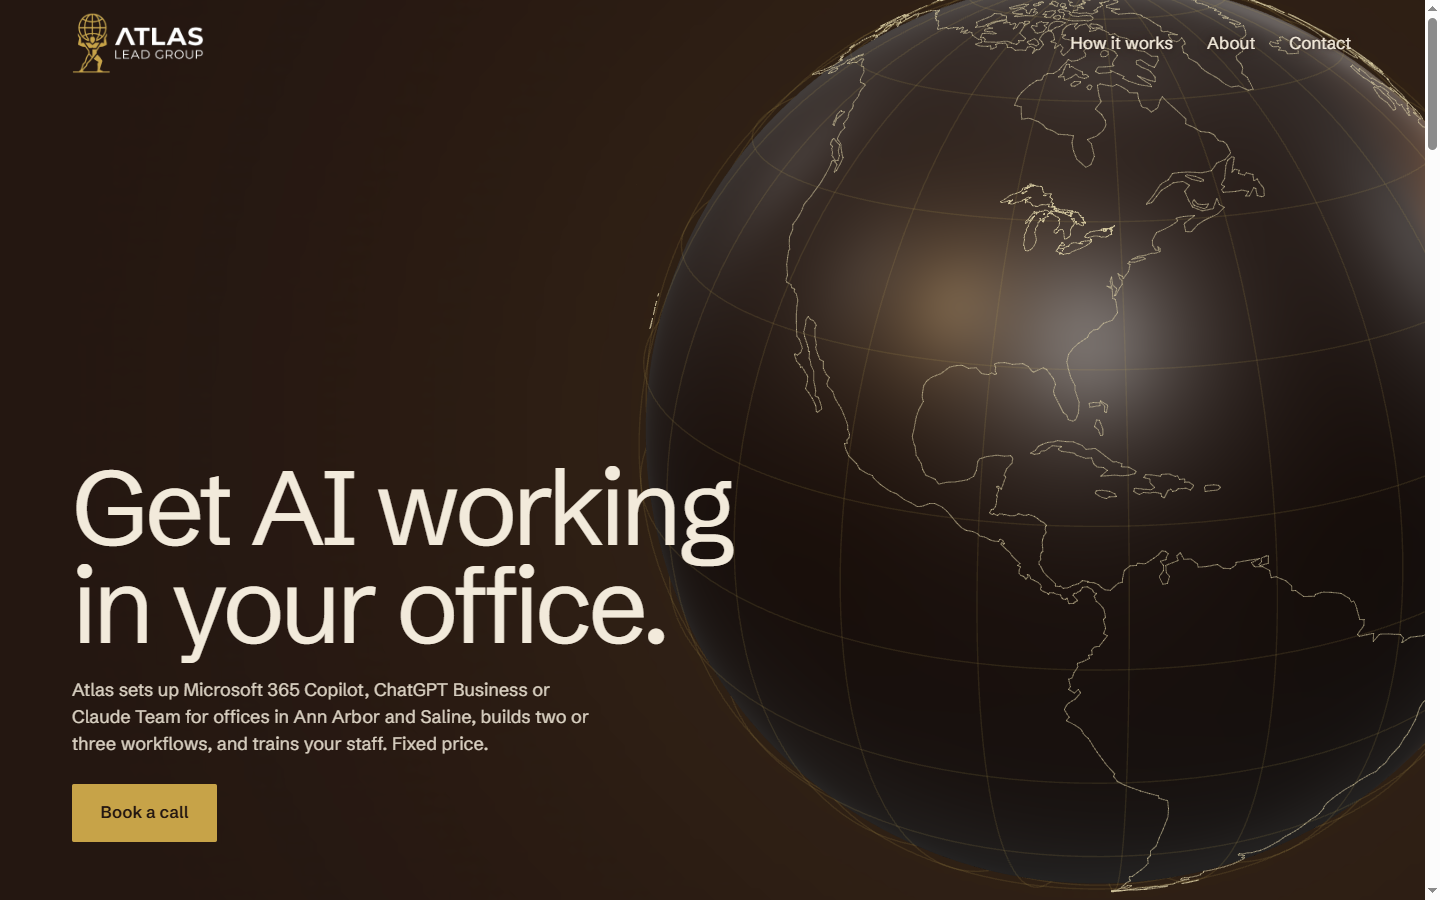 ATLAS
LEAD GROUP
How it works
About
Contact
Get AI working
in your office.
Atlas sets up Microsoft 365 Copilot, ChatGPT Business or
Claude Team for offices in Ann Arbor and Saline, builds two or
three workflows, and trains your staff. Fixed price.
Book a call